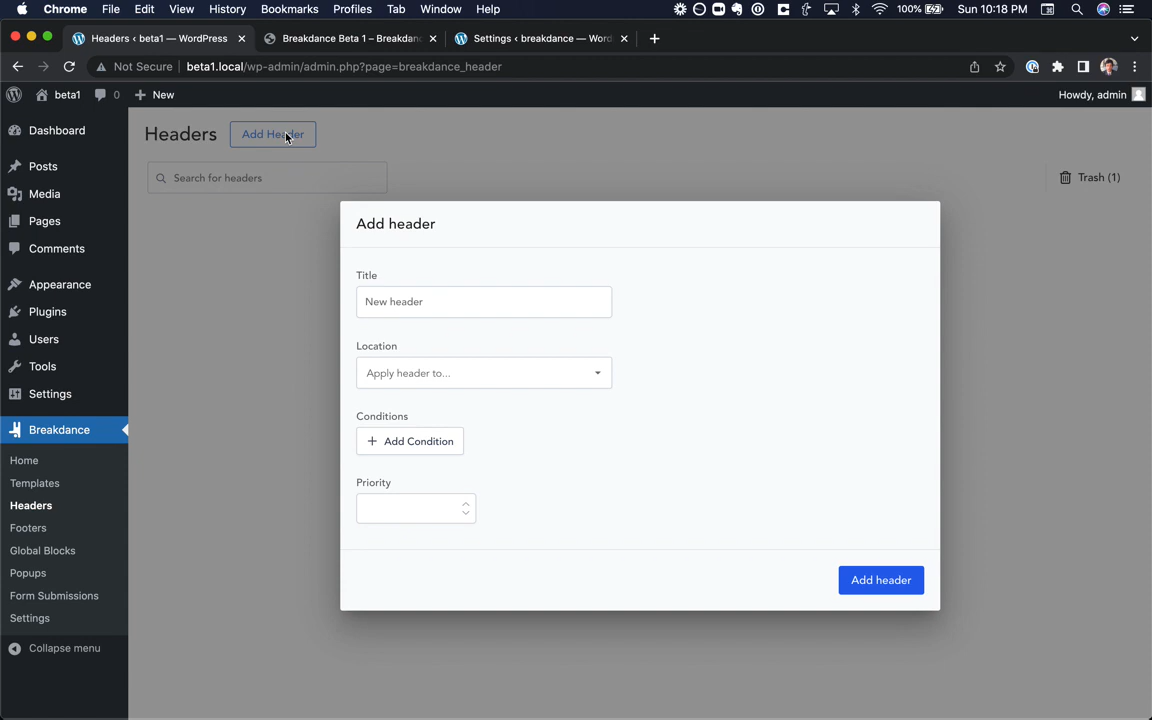 Chrome File Edit View History Bookmarks Profiles Tab Window Help 100% Sun 10:18 PM
Headers ‹ beta1 — WordPress Breakdance Beta 1 – Breakdanc Settings ‹ breakdance — Word
Not Secure beta1.local/wp-admin/admin.php?page=breakdance_header
beta1 0 New Howdy, admin
Dashboard
Posts
Media
Pages
Comments
Appearance
Plugins
Users
Tools
Settings
Breakdance
Home
Templates
Headers
Footers
Global Blocks
Popups
Form Submissions
Settings
Collapse menu
Headers Add Header
Search for headers Trash (1)
Add header
Title
New header
Location
Apply header to...
Conditions
Add Condition
Priority
Add header